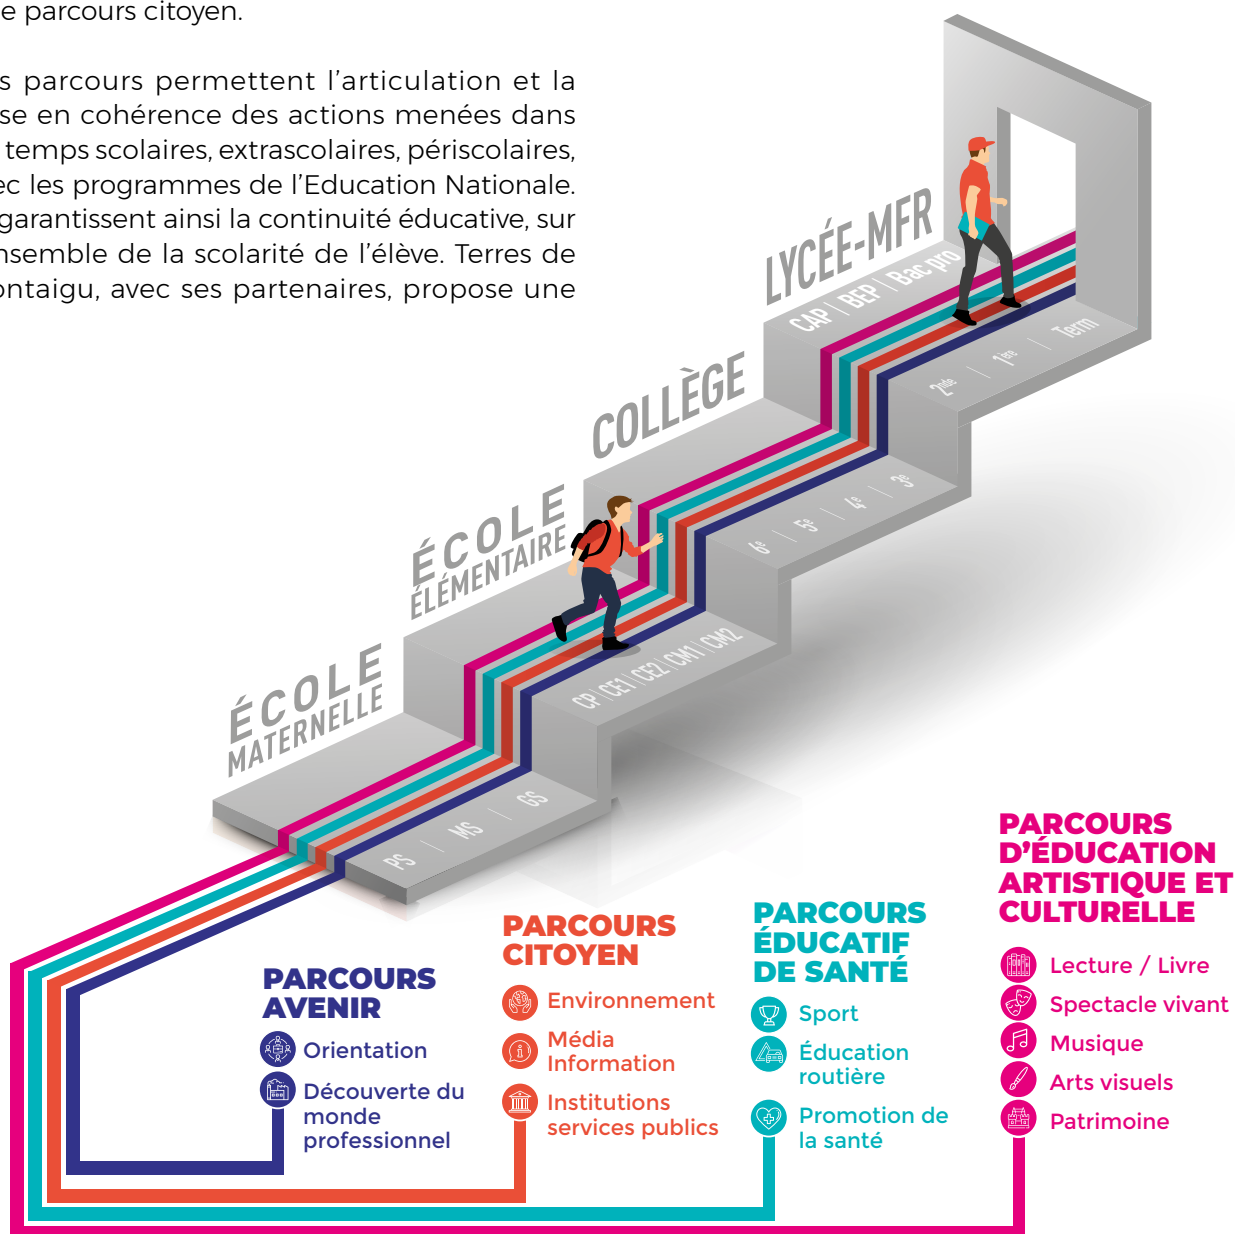 e parcours citoyen.
s parcours permettent l’articulation et la
se en cohérence des actions menées dans
temps scolaires, extrascolaires, périscolaires,
ec les programmes de l’Education Nationale.
garantissent ainsi la continuité éducative, sur
nsemble de la scolarité de l’élève. Terres de
ontaigu, avec ses partenaires, propose une
LYCÉE-MFR
CAP | BEP | Bac pro
2nde | 1ère | Term
COLLÈGE
6e | 5e | 4e | 3e
ÉCOLE
ÉLÉMENTAIRE
CP | CE1 | CE2 | CM1 | CM2
ÉCOLE
MATERNELLE
PS | MS | GS
PARCOURS
AVENIR
Orientation
Découverte du
monde
professionnel
PARCOURS
CITOYEN
Environnement
Média
Information
Institutions
services publics
PARCOURS
ÉDUCATIF
DE SANTÉ
Sport
Éducation
routière
Promotion de
la santé
PARCOURS
D’ÉDUCATION
ARTISTIQUE ET
CULTURELLE
Lecture / Livre
Spectacle vivant
Musique
Arts visuels
Patrimoine